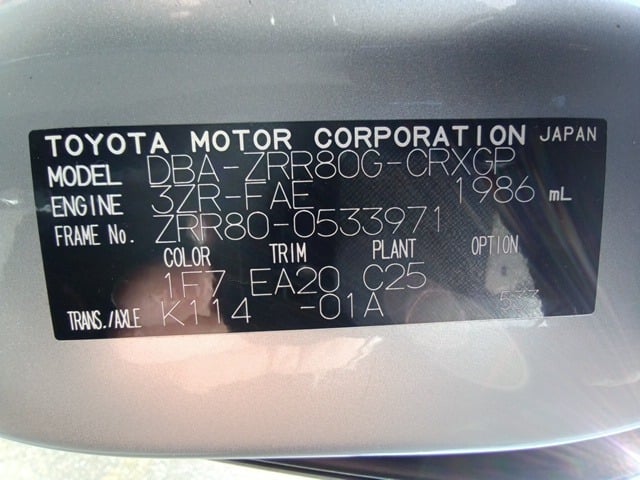 TOYOTA MOTOR CORPORATION JAPAN
MODEL DBA-ZRR80G-CRXGP
ENGINE 3ZR-FAE 1986 mL
FRAME No. ZRR80-0533971
COLOR TRIM PLANT OPTION
1F7 EA20 C25
TRANS./AXLE K114 -01A